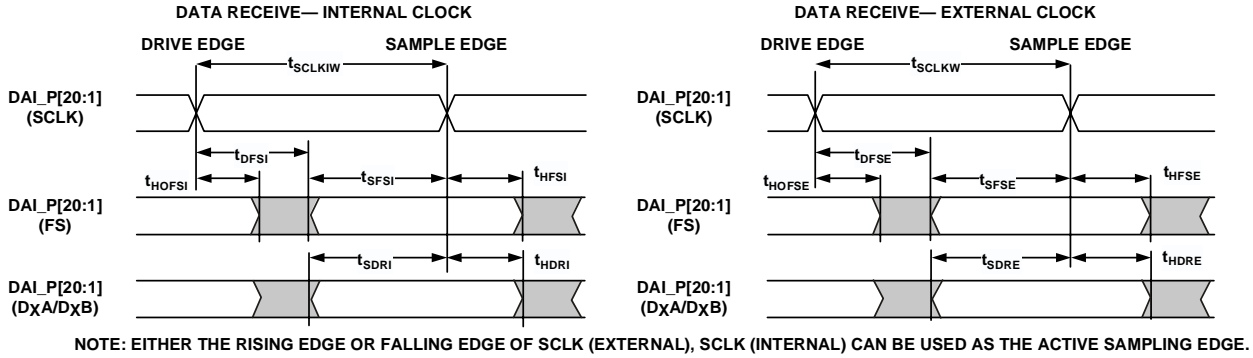 DATA RECEIVE— INTERNAL CLOCK
DRIVE EDGE SAMPLE EDGE
tSCLKIW
DAI_P[20:1]
(SCLK)
tDFSI
tHOFSI tSFSI tHFSI
DAI_P[20:1]
(FS)
tSDRI tHDRI
DAI_P[20:1]
(DXA/DXB)
DATA RECEIVE— EXTERNAL CLOCK
DRIVE EDGE SAMPLE EDGE
tSCLKW
DAI_P[20:1]
(SCLK)
tDFSE
tHOFSE tSFSE tHFSE
DAI_P[20:1]
(FS)
tSDRE tHDRE
DAI_P[20:1]
(DXA/DXB)
NOTE: EITHER THE RISING EDGE OR FALLING EDGE OF SCLK (EXTERNAL), SCLK (INTERNAL) CAN BE USED AS THE ACTIVE SAMPLING EDGE.